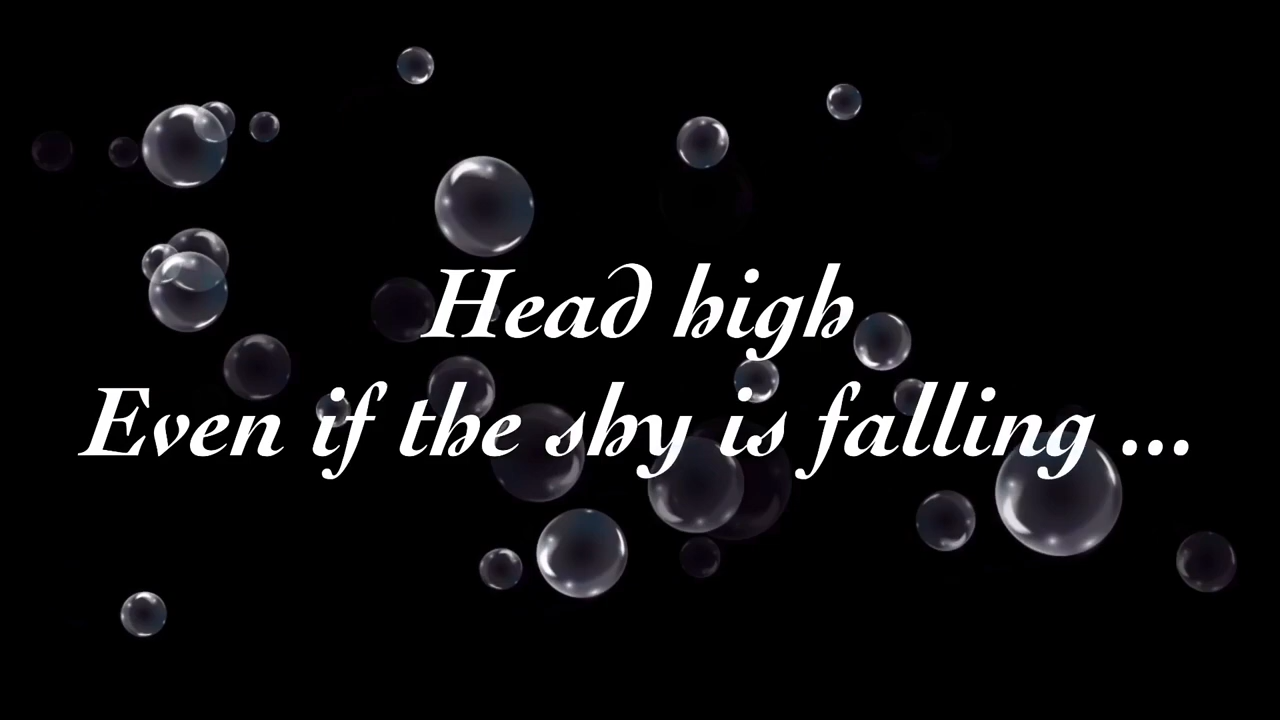 Head high
Even if the sky is falling ...